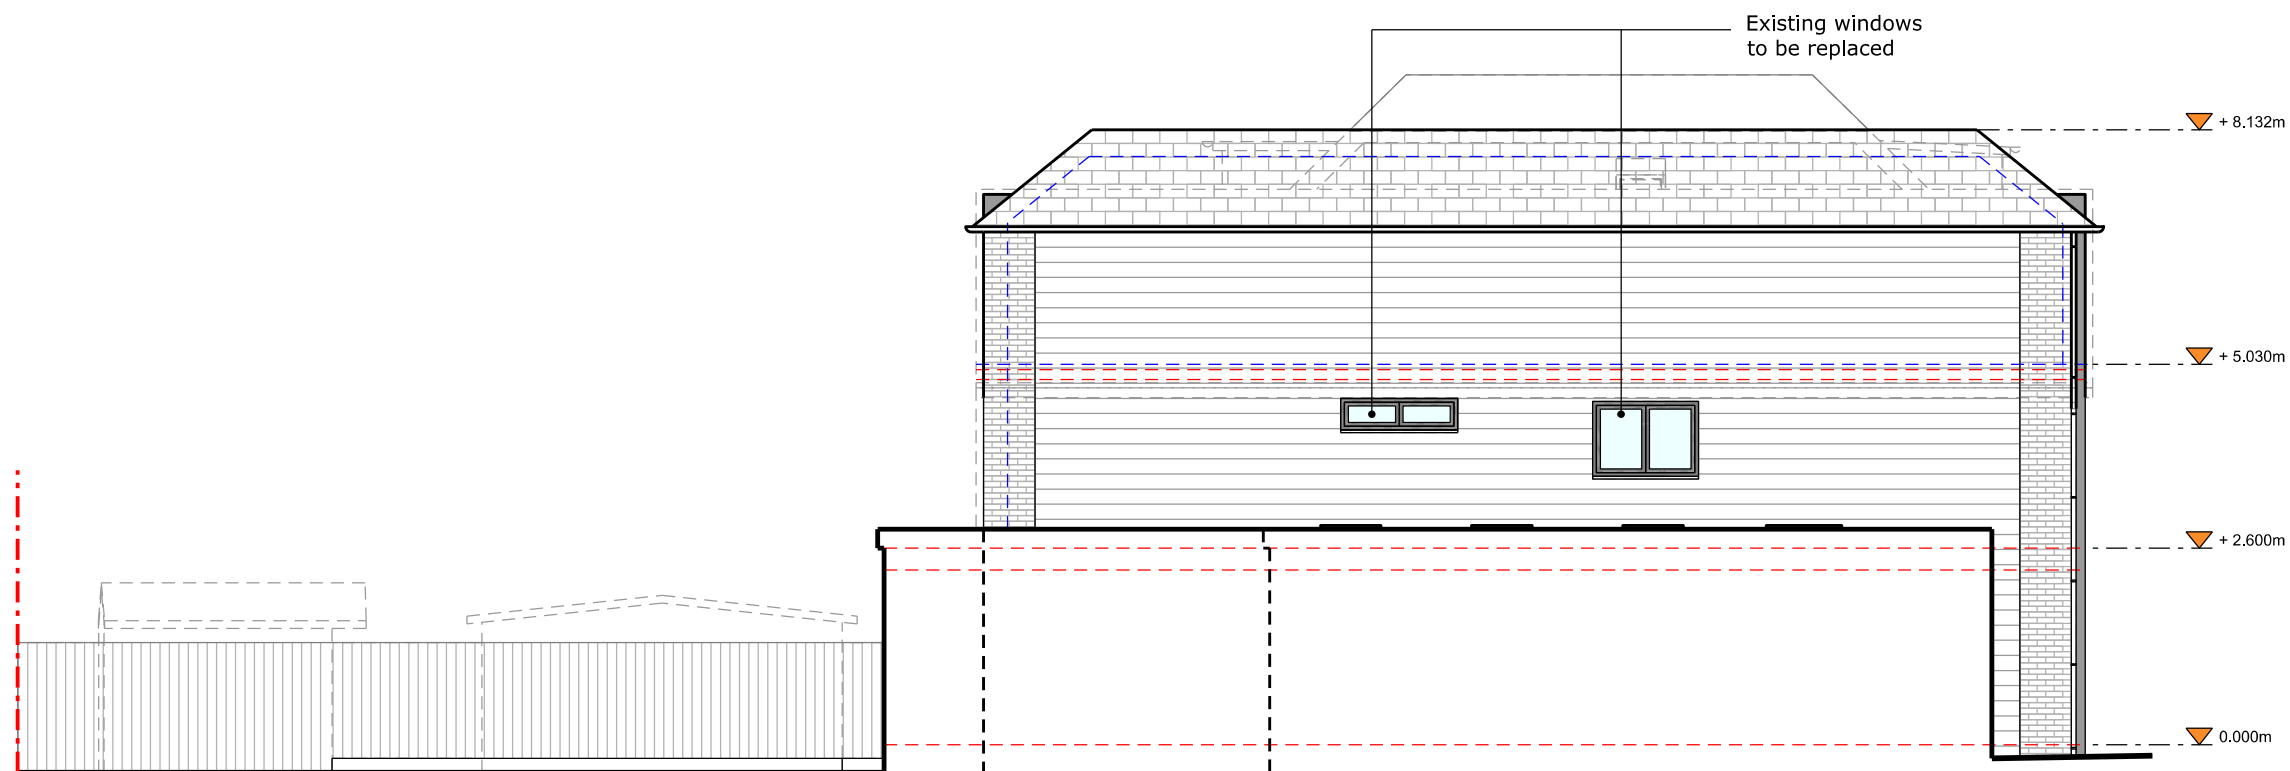 Existing windows
to be replaced
+ 8.132m
+ 5.030m
+ 2.600m
0.000m